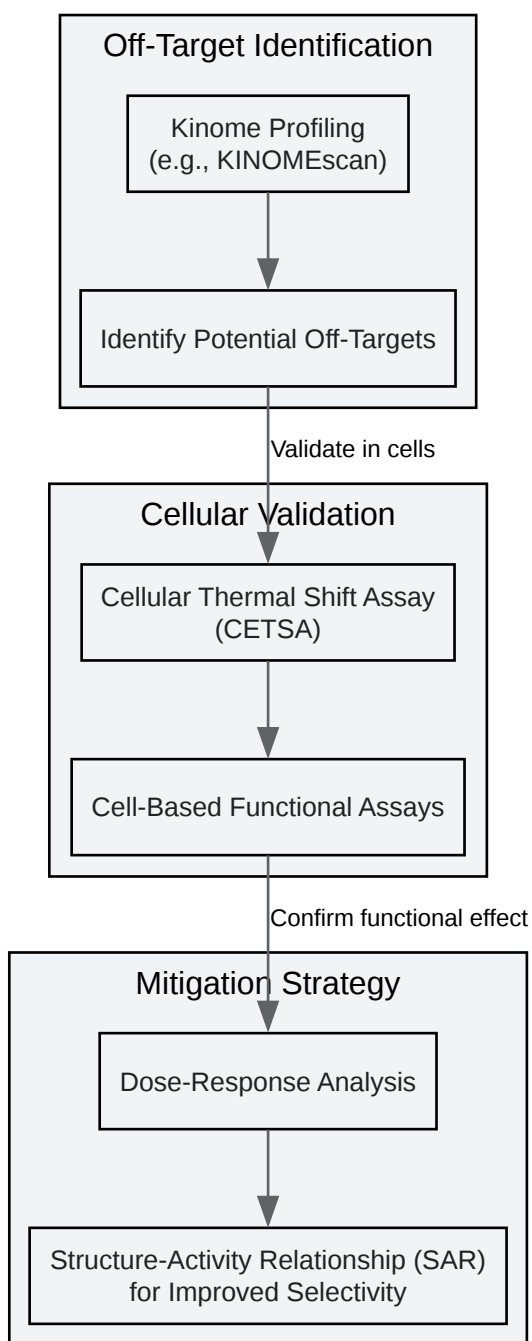 Off-Target Identification
Kinome Profiling
(e.g., KINOMEscan)
Identify Potential Off-Targets
Validate in cells
Cellular Validation
Cellular Thermal Shift Assay
(CETSA)
Cell-Based Functional Assays
Confirm functional effect
Mitigation Strategy
Dose-Response Analysis
Structure-Activity Relationship (SAR)
for Improved Selectivity